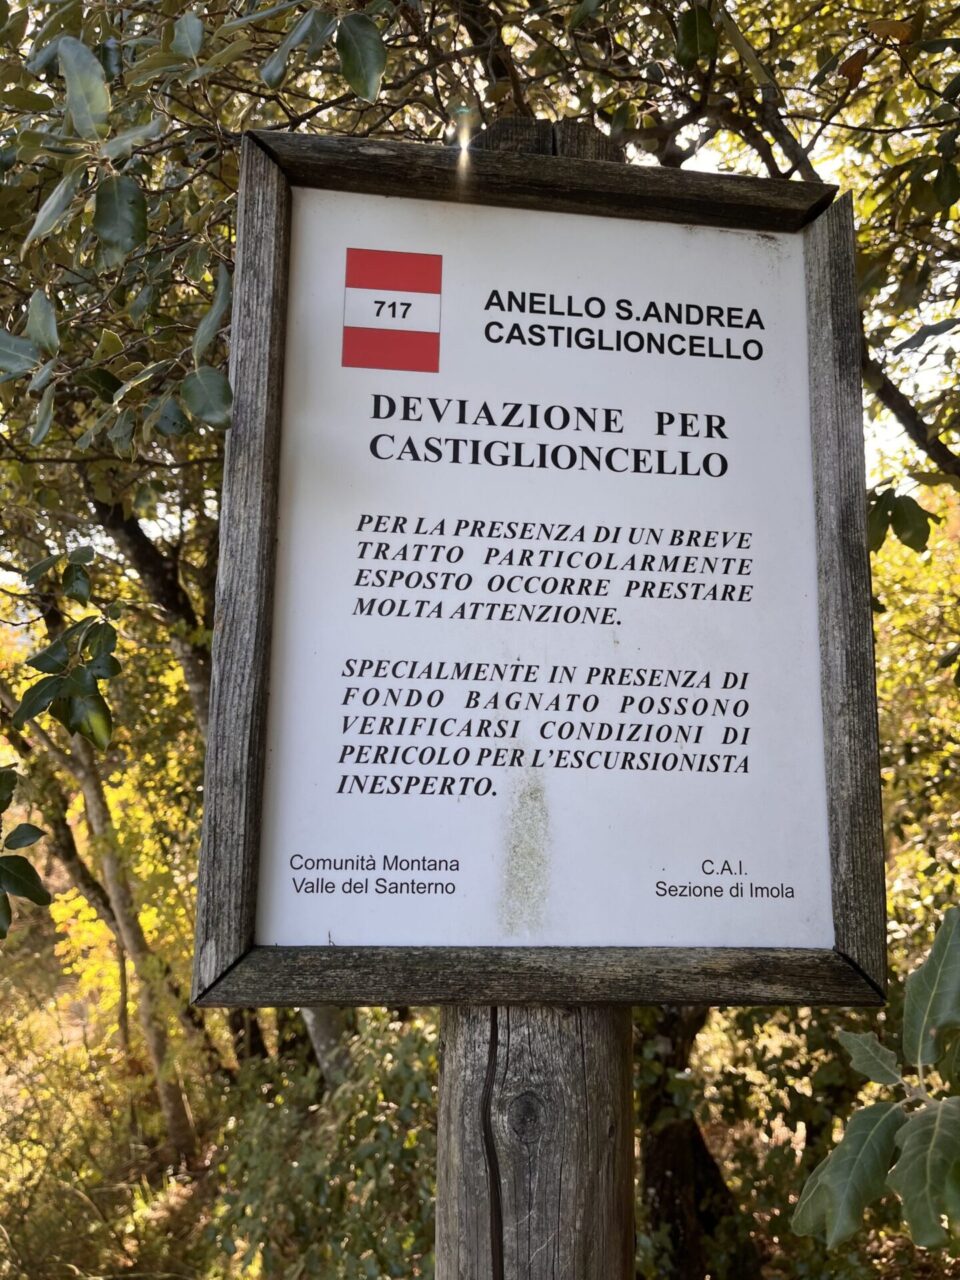 717
ANELLO S.ANDREA
CASTIGLIONCELLO
DEVIAZIONE PER
CASTIGLIONCELLO
PER LA PRESENZA DI UN BREVE
TRATTO PARTICOLARMENTE
ESPOSTO OCCORRE PRESTARE
MOLTA ATTENZIONE.
SPECIALMENTE IN PRESENZA DI
FONDO BAGNATO POSSONO
VERIFICARSI CONDIZIONI DI
PERICOLO PER L'ESCURSIONISTA
INESPERTO.
Comunità Montana
Valle del Santerno
C.A.I.
Sezione di Imola